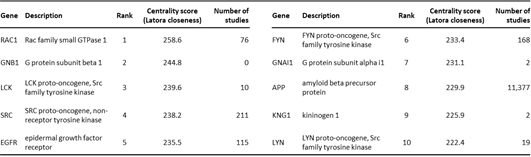 Gene Description Rank Centrality score (Latora closeness) Number of studies
RAC1 Rac family small GTPase 1 1 258.6 76
GNB1 G protein subunit beta 1 2 244.8 0
LCK LCK proto-oncogene, Src family tyrosine kinase 3 239.6 10
SRC SRC proto-oncogene, non-receptor tyrosine kinase 4 238.2 211
EGFR epidermal growth factor receptor 5 235.5 115
Gene Description Rank Centrality score (Latora closeness) Number of studies
FYN FYN proto-oncogene, Src family tyrosine kinase 6 233.4 168
GNAI1 G protein subunit alpha i1 7 231.1 2
APP amyloid beta precursor protein 8 229.9 11,377
KNG1 kininogen 1 9 225.9 2
LYN LYN proto-oncogene, Src family tyrosine kinase 10 222.4 19